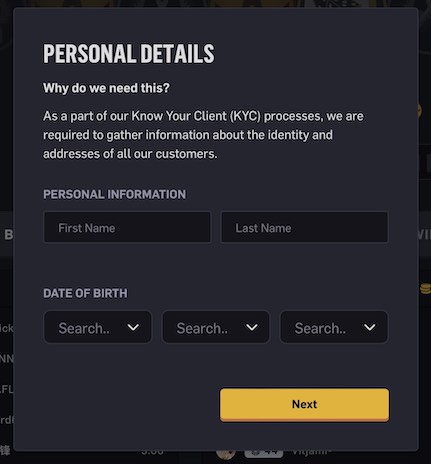 PERSONAL DETAILS
Why do we need this?
As a part of our Know Your Client (KYC) processes, we are
required to gather information about the identity and
addresses of all our customers.
PERSONAL INFORMATION
First Name
Last Name
DATE OF BIRTH
Search..
Search..
Search..
Next